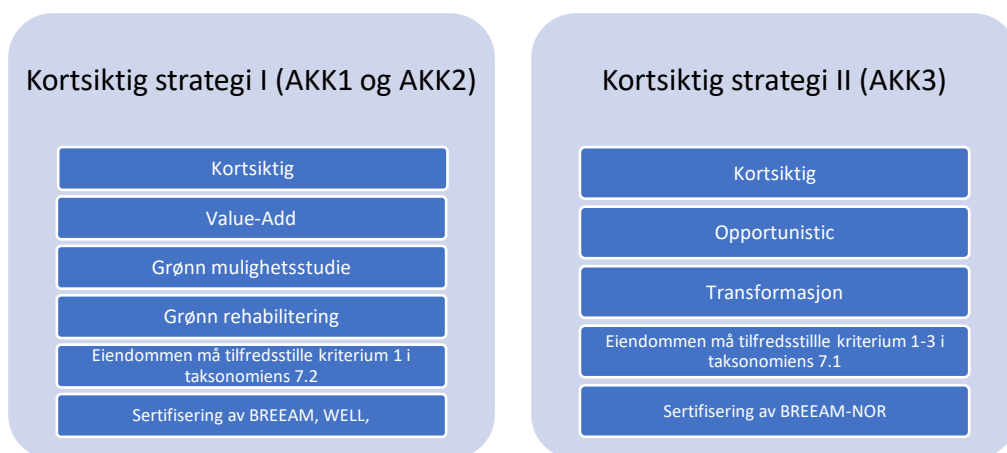 Kortsiktig strategi I (AKK1 og AKK2)
Kortsiktig
Value-Add
Grønn mulighetsstudie
Grønn rehabilitering
Eiendommen må tilfredsstille kriterium 1 i
taksonomiens 7.2
Sertifisering av BREEAM, WELL,
Kortsiktig strategi II (AKK3)
Kortsiktig
Opportunistic
Transformasjon
Eiendommen må tilfredsstillle kriterium 1-3 i
taksonomiens 7.1
Sertifisering av BREEAM-NOR